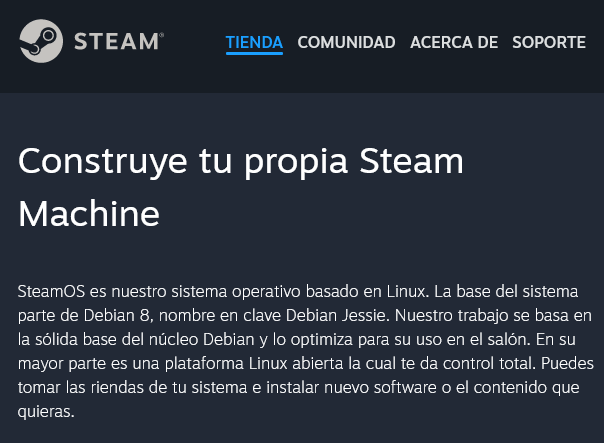 STEAM®
TIENDA COMUNIDAD ACERCA DE SOPORTE
Construye tu propia Steam
Machine
SteamOS es nuestro sistema operativo basado en Linux. La base del sistema
parte de Debian 8, nombre en clave Debian Jessie. Nuestro trabajo se basa en
la sólida base del núcleo Debian y lo optimiza para su uso en el salón. En su
mayor parte es una plataforma Linux abierta la cual te da control total. Puedes
tomar las riendas de tu sistema e instalar nuevo software o el contenido que
quieras.